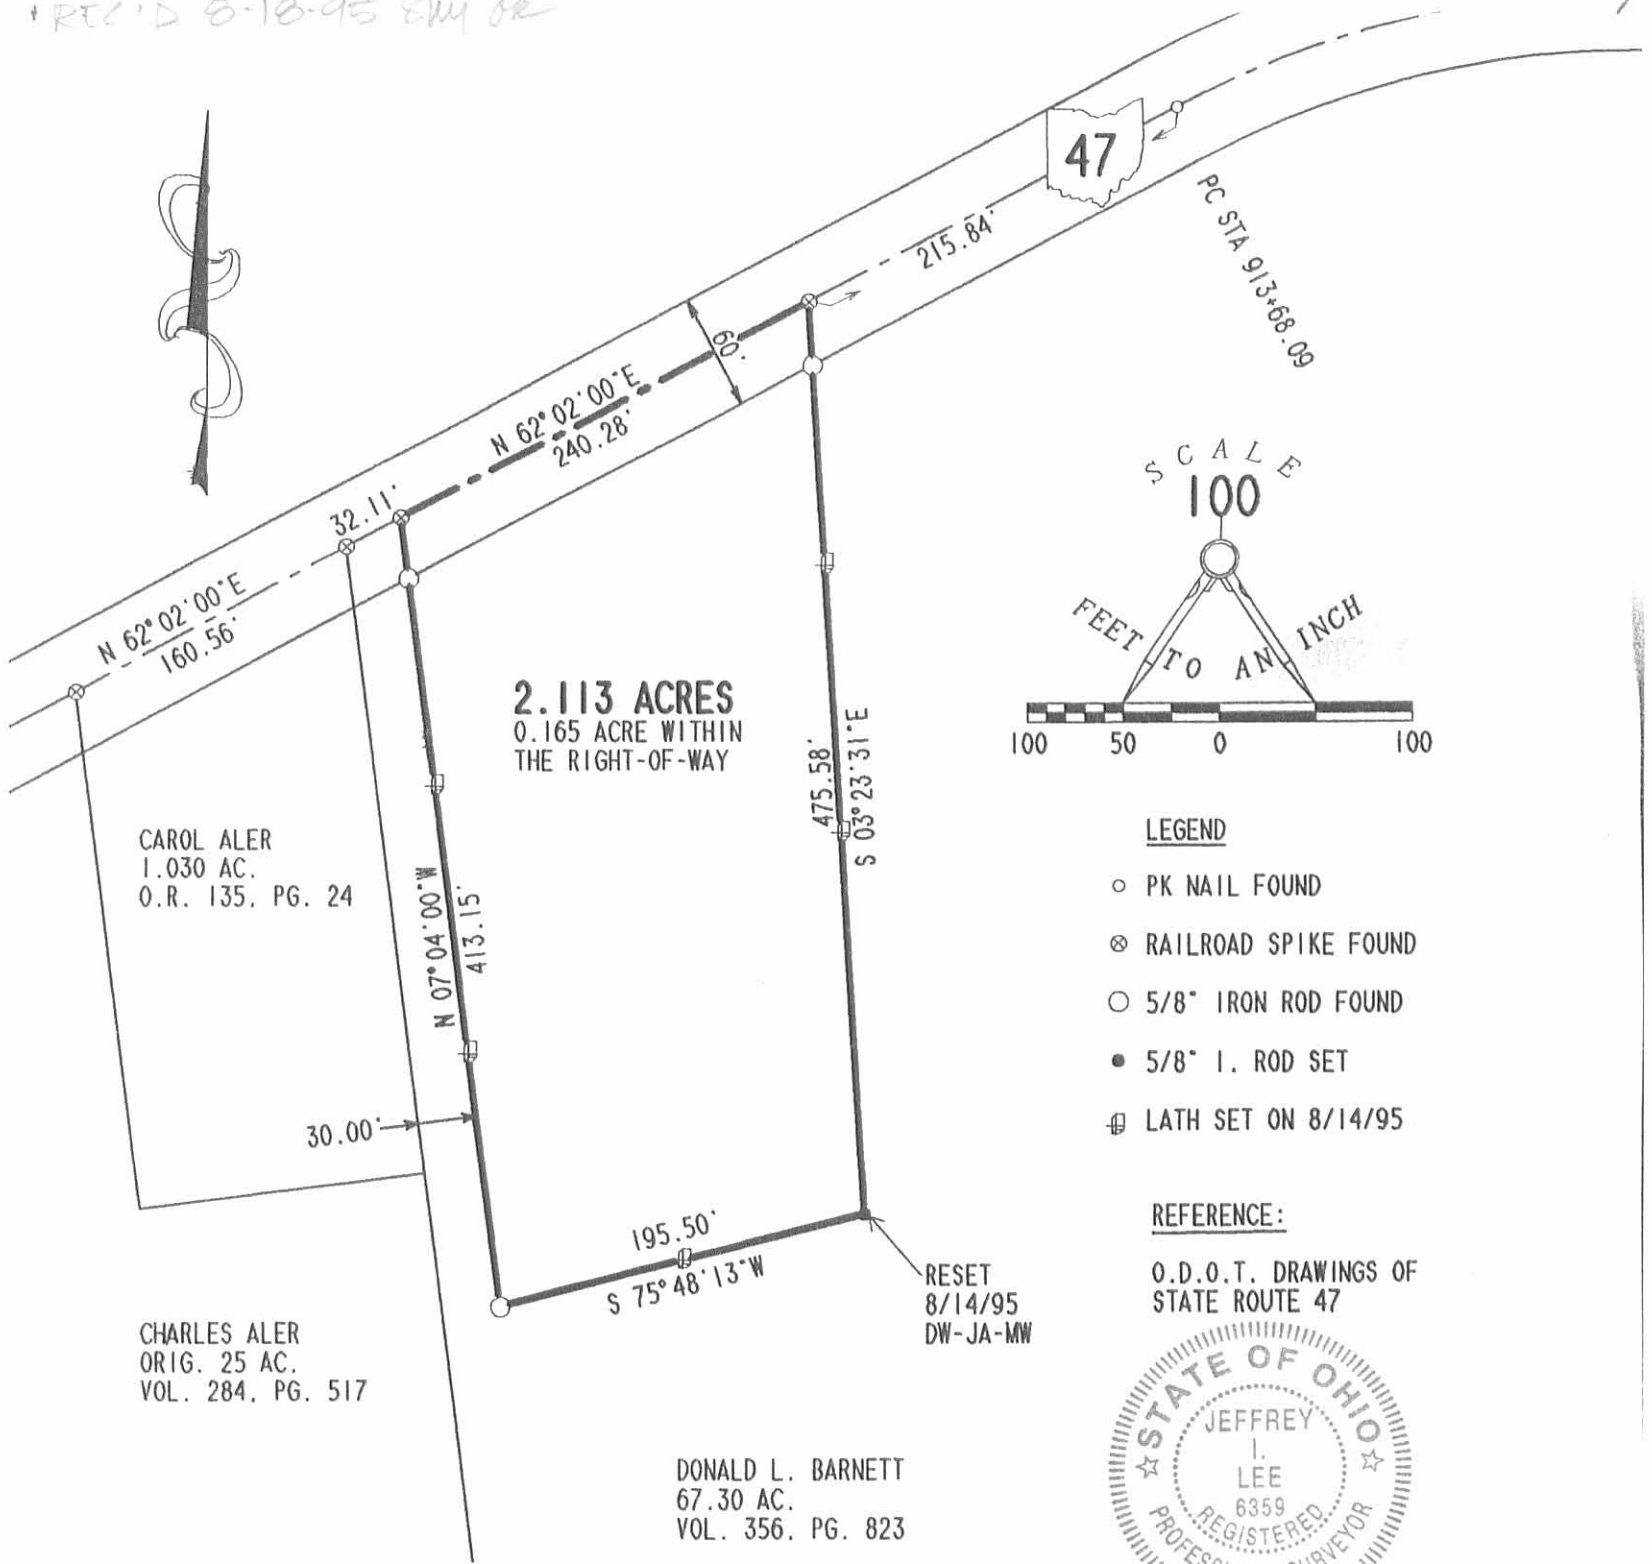 REC'D 8-18-95
47
215.84'
PC STA 913+68.09
60'
N 62°02'00"E
240.28'
32.11'
N 62°02'00"E
160.56'
SCALE
100
FEET TO AN INCH
100 50 0 100
2.113 ACRES
0.165 ACRE WITHIN
THE RIGHT-OF-WAY
475.58'
S 03°23'31"E
CAROL ALER
1.030 AC.
O.R. 135, PG. 24
N 07°04'00"W
413.15'
30.00'
LEGEND
PK NAIL FOUND
RAILROAD SPIKE FOUND
5/8" IRON ROD FOUND
5/8" I. ROD SET
LATH SET ON 8/14/95
195.50'
S 75°48'13"W
RESET
8/14/95
DW-JA-MW
REFERENCE:
O.D.O.T. DRAWINGS OF
STATE ROUTE 47
CHARLES ALER
ORIG. 25 AC.
VOL. 284, PG. 517
DONALD L. BARNETT
67.30 AC.
VOL. 356, PG. 823
STATE OF OHIO
JEFFREY
I.
LEE
6359
REGISTERED